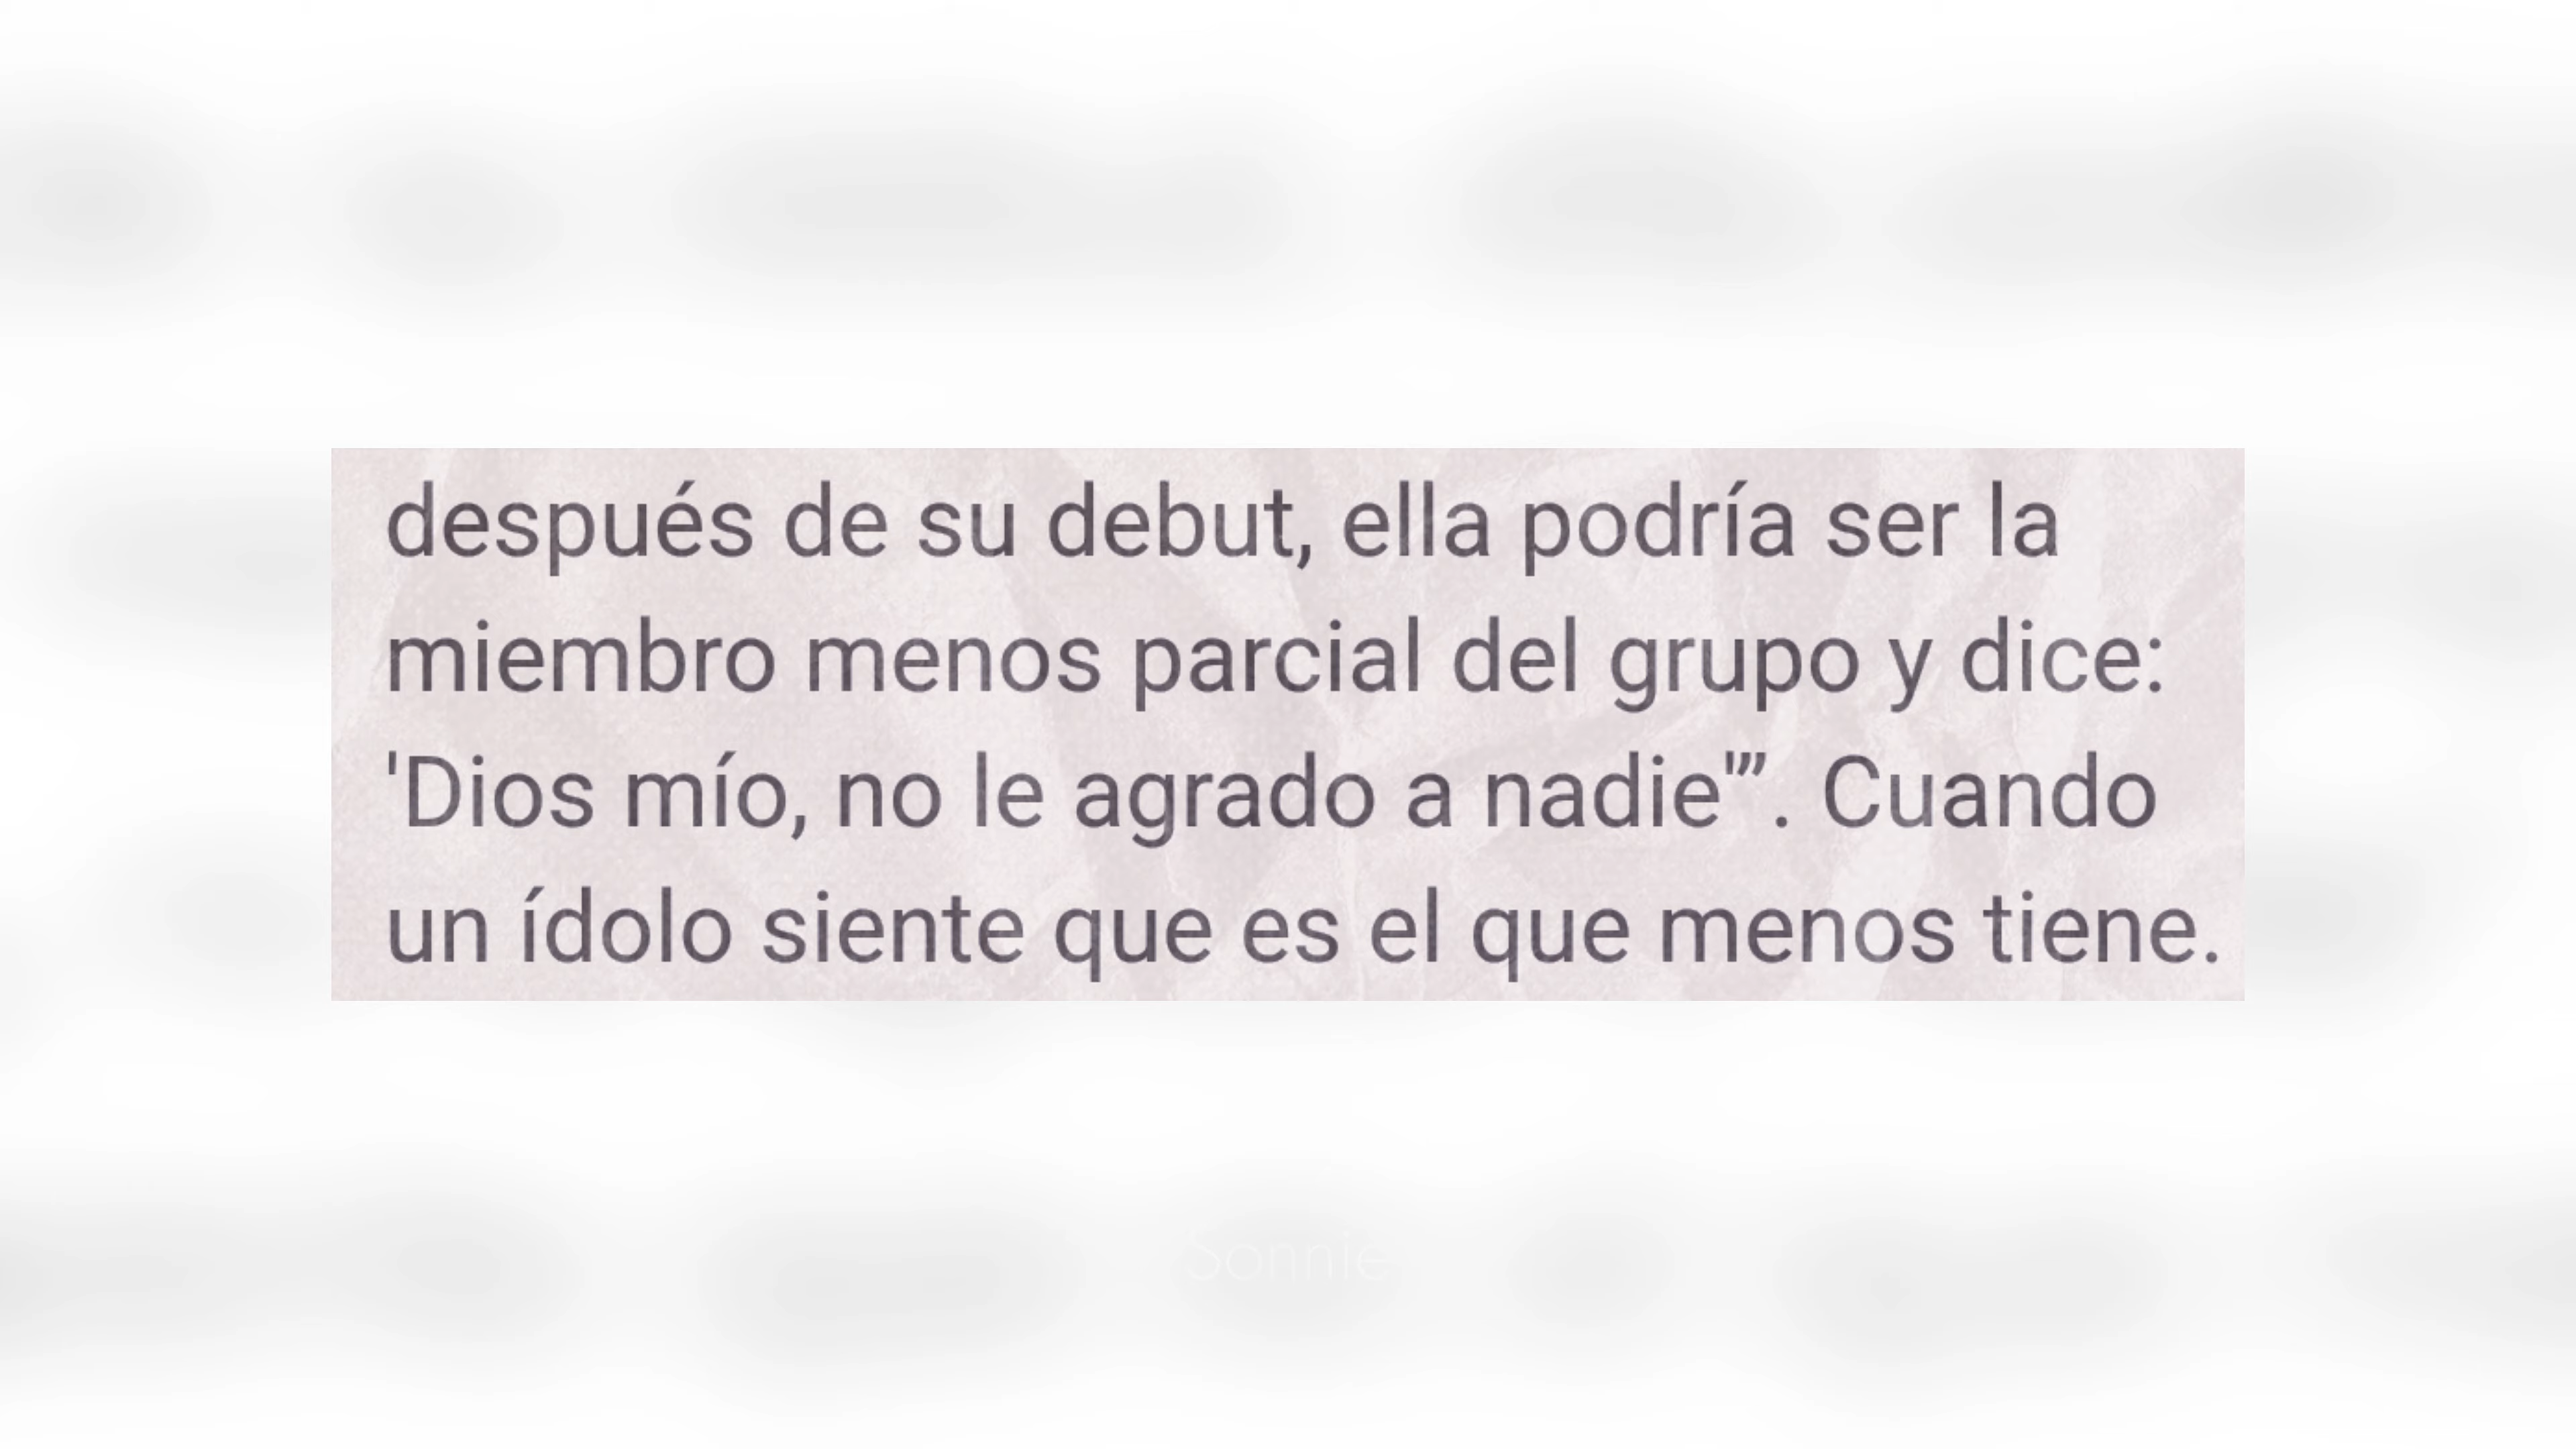 después de su debut, ella podría ser la
miembro menos parcial del grupo y dice:
'Dios mío, no le agrado a nadie'”. Cuando
un ídolo siente que es el que menos tiene.
Sonnie